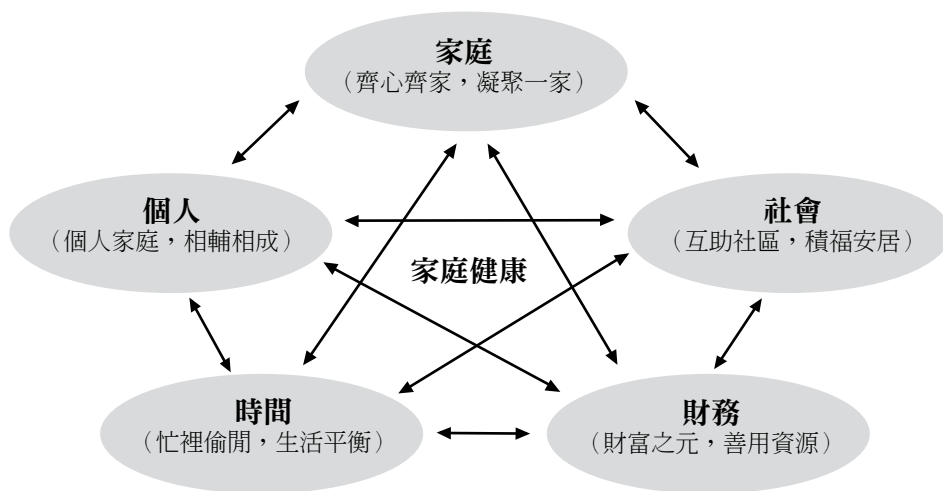 家庭
（齊心齊家，凝聚一家）
個人
（個人家庭，相輔相成）
社會
（互助社區，積福安居）
家庭健康
時間
（忙裡偷閒，生活平衡）
財務
（財富之元，善用資源）